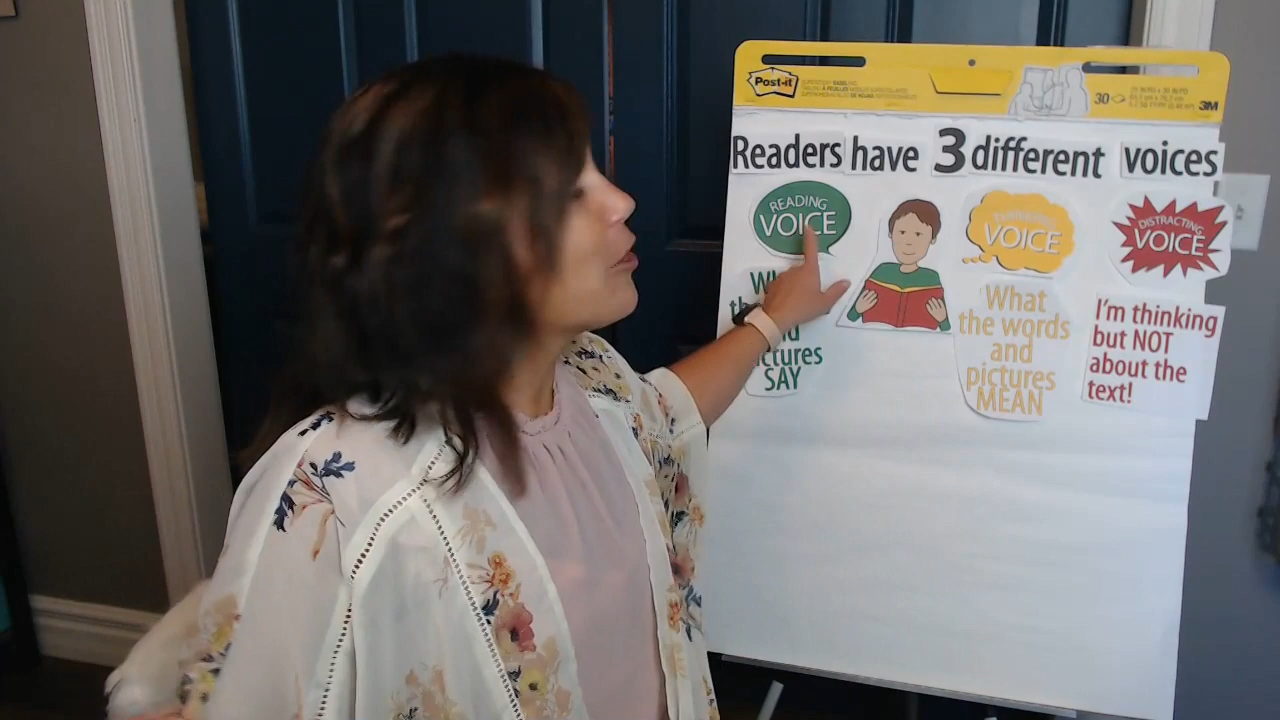 Post-it
30
3M
Readers have 3 different voices
READING
VOICE
VOICE
DISTRACTING
VOICE
SAY
What
the words
and
pictures
MEAN
I'm thinking
but NOT
about the
text!